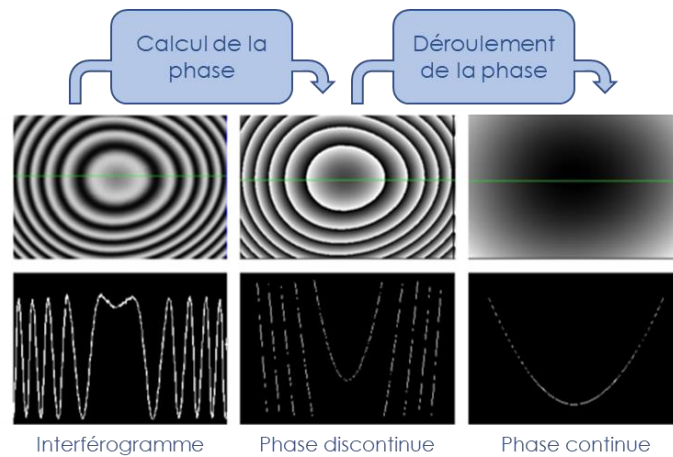 Calcul de la
phase
Déroulement
de la phase
Interférogramme
Phase discontinue
Phase continue